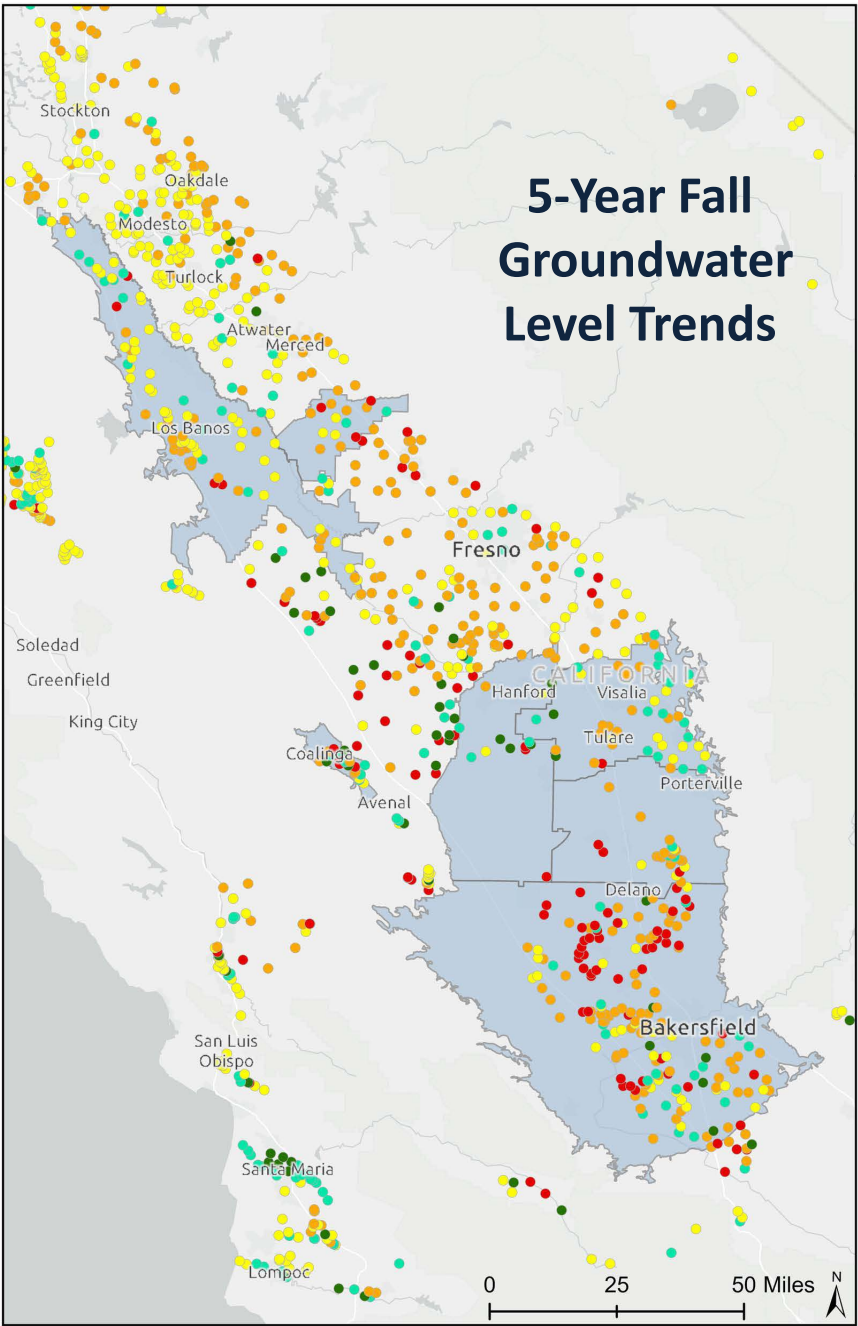 Stockton
5-Year Fall
Groundwater
Level Trends
Oakdale
Modesto
Turlock
Atwater
Merced
Los Banos
Fresno
Soledad
Greenfield
King City
CALIFORNIA
Hanford
Visalia
Tulare
Coalinga
Porterville
Avenal
Delano
Bakersfield
San Luis
Obispo
Santa Maria
Lompoc
0 25 50 Miles
N